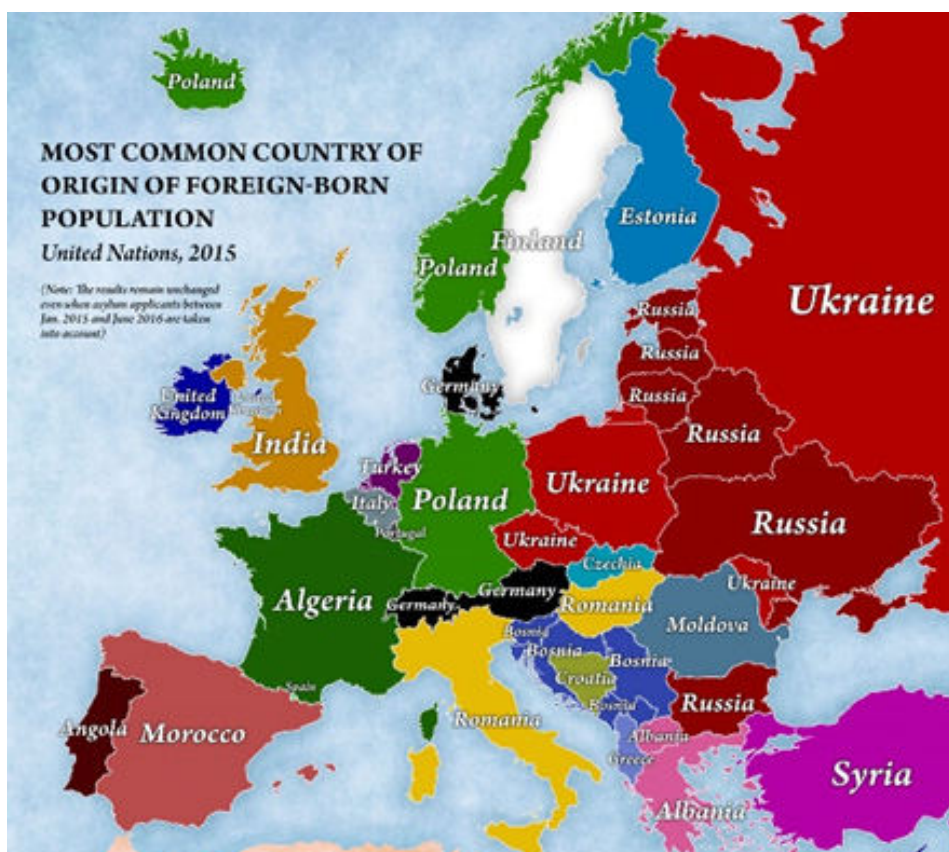 Poland
MOST COMMON COUNTRY OF
ORIGIN OF FOREIGN-BORN
POPULATION
United Nations, 2015
(Note: The results remain unchanged
even when asylum applicants between
Jan. 2015 and June 2016 are taken
into account)
Finland
Estonia
Poland
Ukraine
Russia
Russia
Russia
Germany
United
Kingdom
India
Russia
Turkey
Italy
Portugal
Poland
Ukraine
Russia
Ukraine
Czechia
Ukraine
Algeria
Germany
Germany
Romania
Moldova
Bosnia
Bosnia
Bosnia
Croatia
Bosnia
Spain
Russia
Angola
Morocco
Romania
Albania
Greece
Syria
Albania